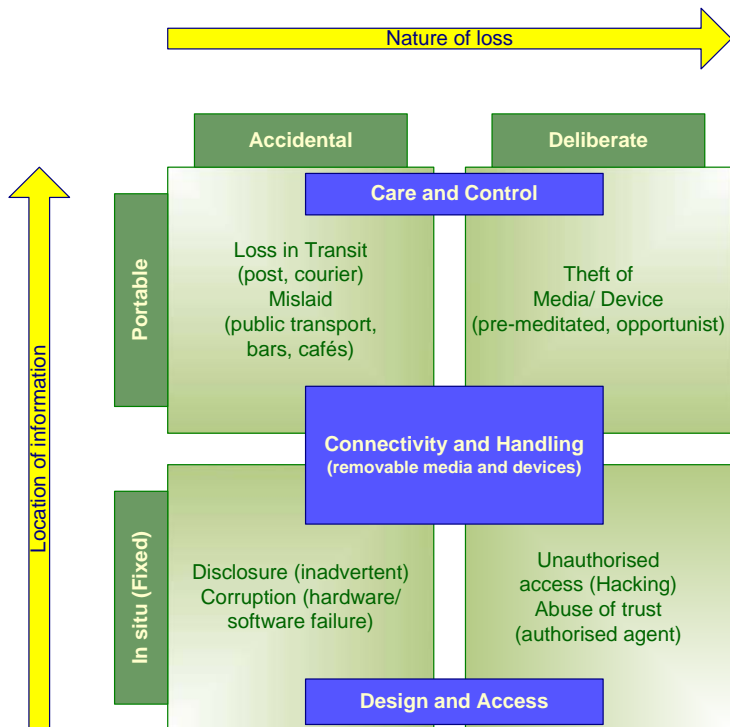 Nature of loss
Accidental
Deliberate
Care and Control
Location of information
Portable
Loss in Transit
(post, courier)
Mislaid
(public transport,
bars, cafés)
Theft of
Media/ Device
(pre-meditated, opportunist)
Connectivity and Handling
(removable media and devices)
In situ (Fixed)
Disclosure (inadvertent)
Corruption (hardware/
software failure)
Unauthorised
access (Hacking)
Abuse of trust
(authorised agent)
Design and Access